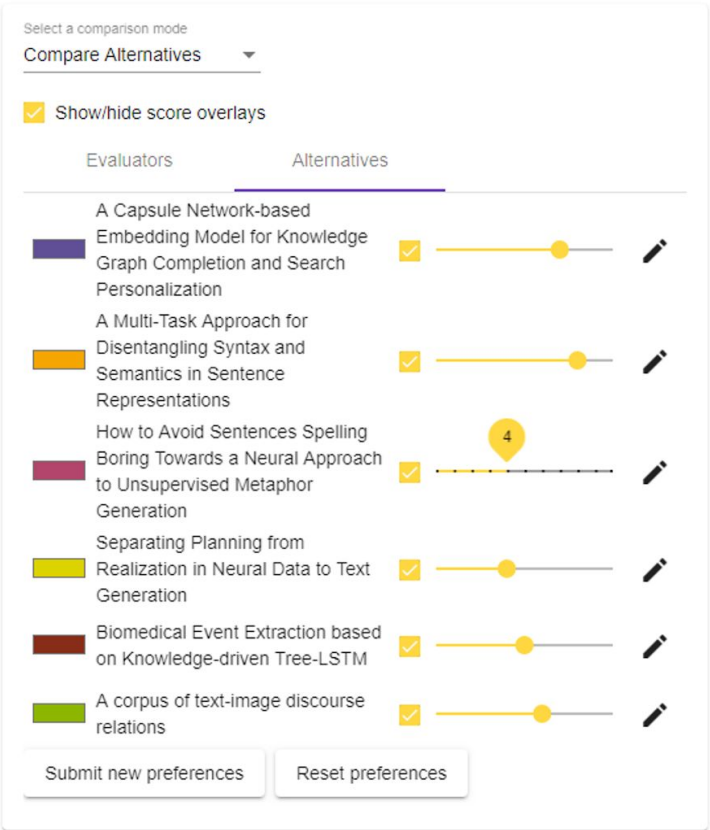 Select a comparison mode
Compare Alternatives
Show/hide score overlays
Evaluators Alternatives
A Capsule Network-based
Embedding Model for Knowledge
Graph Completion and Search
Personalization
A Multi-Task Approach for
Disentangling Syntax and
Semantics in Sentence
Representations
How to Avoid Sentences Spelling
Boring Towards a Neural Approach
to Unsupervised Metaphor
Generation
4
Separating Planning from
Realization in Neural Data to Text
Generation
Biomedical Event Extraction based
on Knowledge-driven Tree-LSTM
A corpus of text-image discourse
relations
Submit new preferences Reset preferences